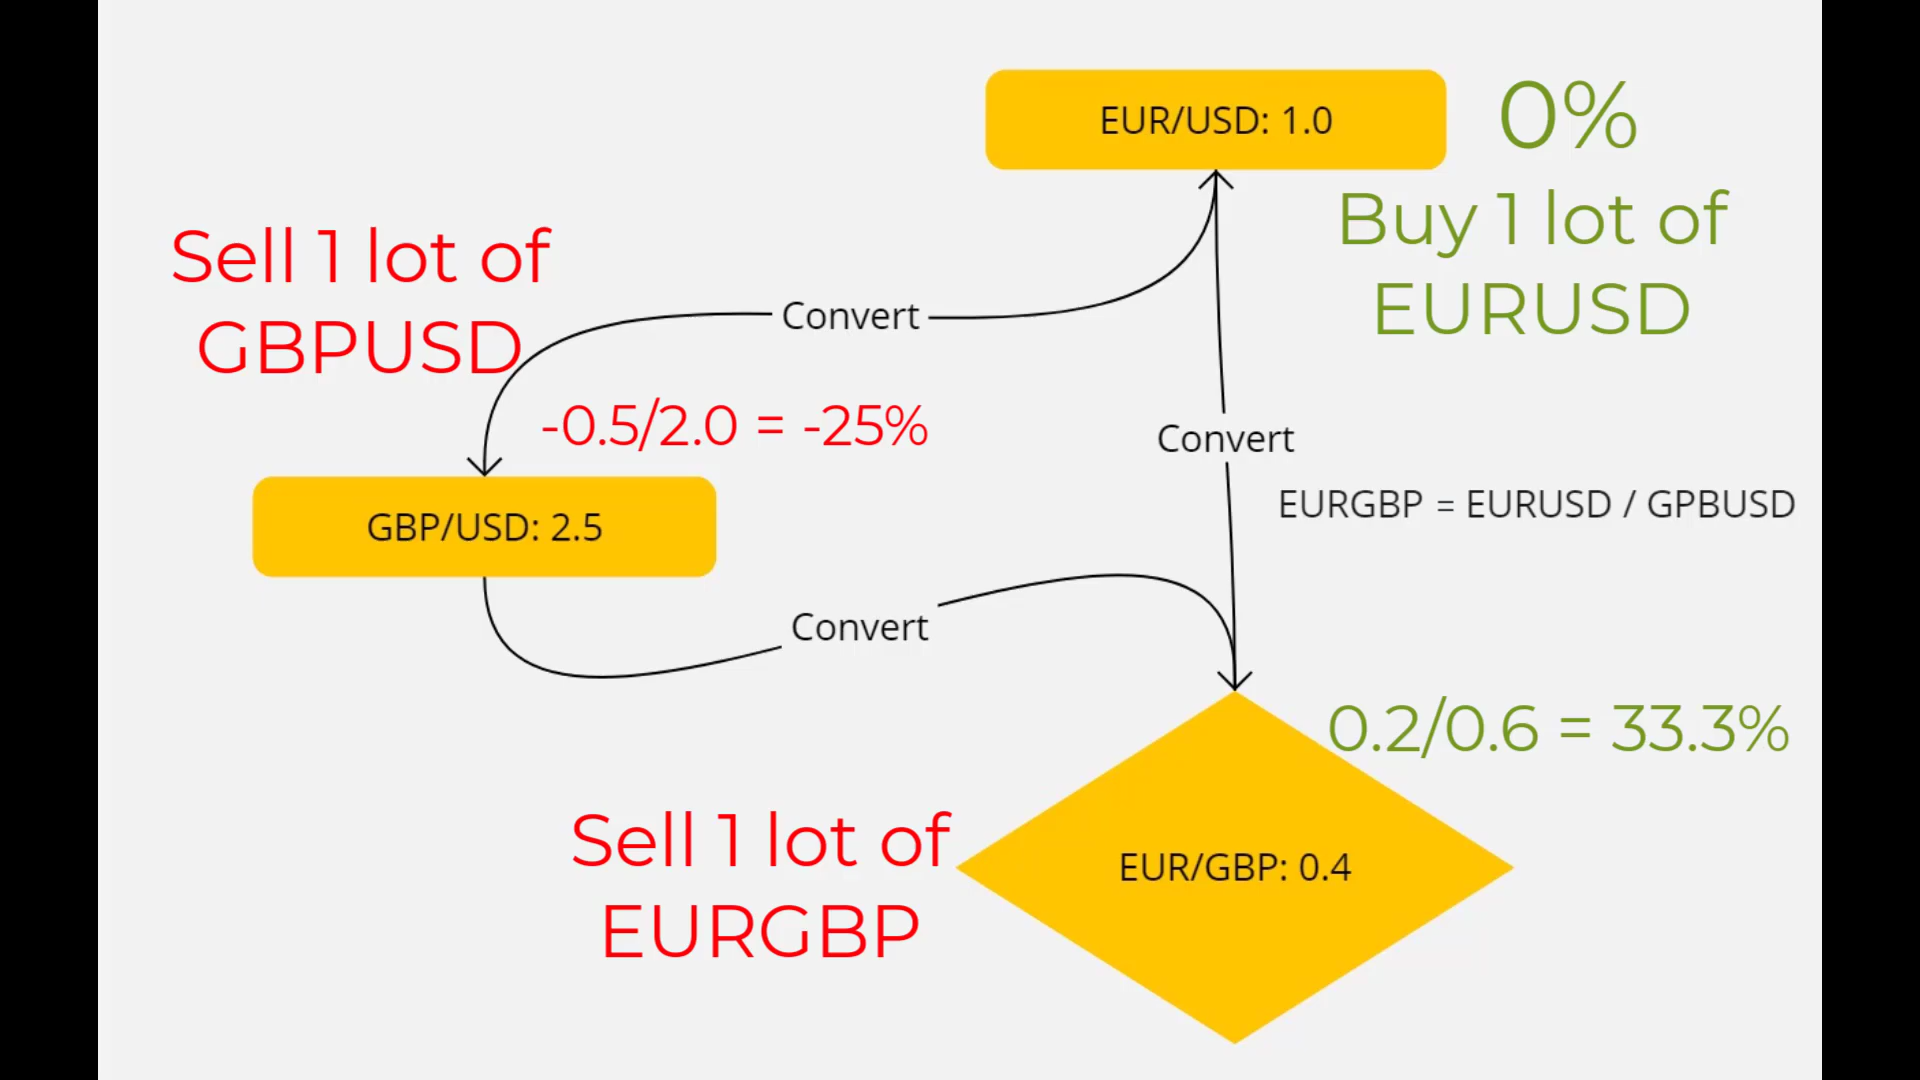 EUR/USD: 1.0
0%
Buy 1 lot of
EURUSD
Sell 1 lot of
GBPUSD
Convert
-0.5/2.0 = -25%
Convert
GBP/USD: 2.5
EURGBP = EURUSD / GPBUSD
Convert
0.2/0.6 = 33.3%
Sell 1 lot of
EURGBP
EUR/GBP: 0.4